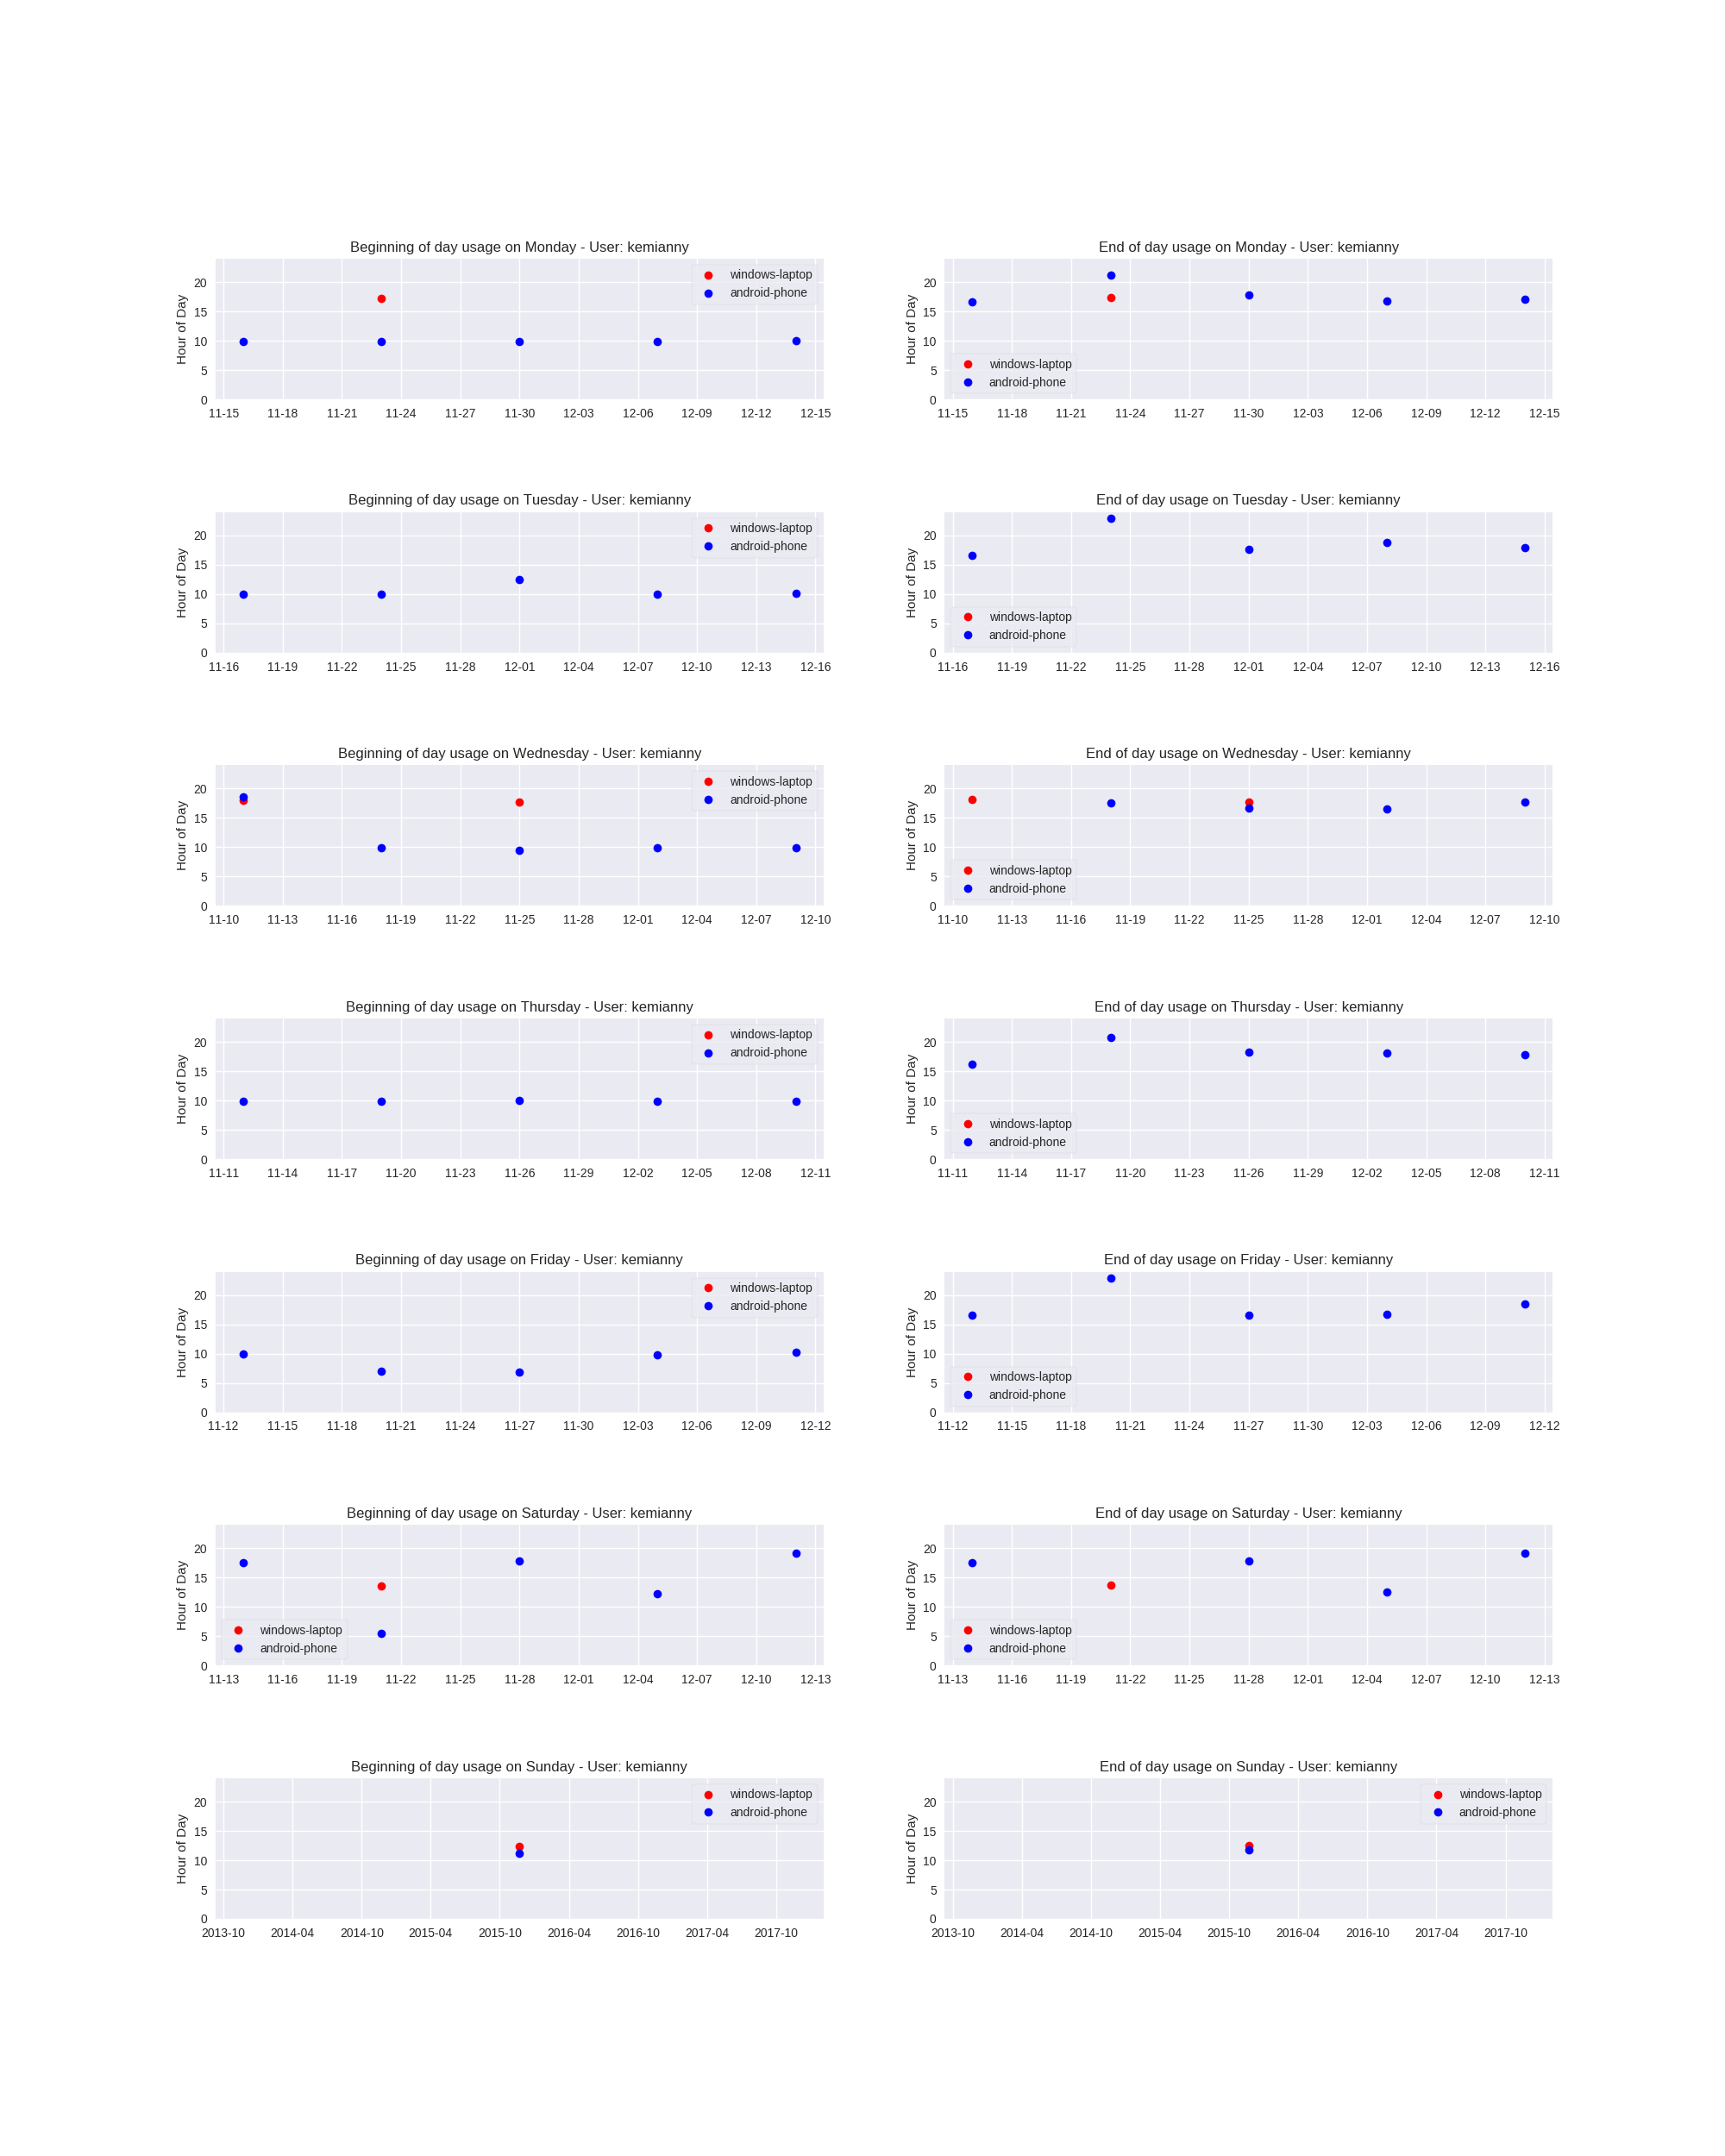 Beginning of day usage on Monday - User: kemianny
Hour of Day
20
15
10
5
0
windows-laptop
android-phone
11-15 11-18 11-21 11-24 11-27 11-30 12-03 12-06 12-09 12-12 12-15
End of day usage on Monday - User: kemianny
Hour of Day
20
15
10
5
0
windows-laptop
android-phone
11-15 11-18 11-21 11-24 11-27 11-30 12-03 12-06 12-09 12-12 12-15
Beginning of day usage on Tuesday - User: kemianny
Hour of Day
20
15
10
5
0
windows-laptop
android-phone
11-16 11-19 11-22 11-25 11-28 12-01 12-04 12-07 12-10 12-13 12-16
End of day usage on Tuesday - User: kemianny
Hour of Day
20
15
10
5
0
windows-laptop
android-phone
11-16 11-19 11-22 11-25 11-28 12-01 12-04 12-07 12-10 12-13 12-16
Beginning of day usage on Wednesday - User: kemianny
Hour of Day
20
15
10
5
0
windows-laptop
android-phone
11-10 11-13 11-16 11-19 11-22 11-25 11-28 12-01 12-04 12-07 12-10
End of day usage on Wednesday - User: kemianny
Hour of Day
20
15
10
5
0
windows-laptop
android-phone
11-10 11-13 11-16 11-19 11-22 11-25 11-28 12-01 12-04 12-07 12-10
Beginning of day usage on Thursday - User: kemianny
Hour of Day
20
15
10
5
0
windows-laptop
android-phone
11-11 11-14 11-17 11-20 11-23 11-26 11-29 12-02 12-05 12-08 12-11
End of day usage on Thursday - User: kemianny
Hour of Day
20
15
10
5
0
windows-laptop
android-phone
11-11 11-14 11-17 11-20 11-23 11-26 11-29 12-02 12-05 12-08 12-11
Beginning of day usage on Friday - User: kemianny
Hour of Day
20
15
10
5
0
windows-laptop
android-phone
11-12 11-15 11-18 11-21 11-24 11-27 11-30 12-03 12-06 12-09 12-12
End of day usage on Friday - User: kemianny
Hour of Day
20
15
10
5
0
windows-laptop
android-phone
11-12 11-15 11-18 11-21 11-24 11-27 11-30 12-03 12-06 12-09 12-12
Beginning of day usage on Saturday - User: kemianny
Hour of Day
20
15
10
5
0
windows-laptop
android-phone
11-13 11-16 11-19 11-22 11-25 11-28 12-01 12-04 12-07 12-10 12-13
End of day usage on Saturday - User: kemianny
Hour of Day
20
15
10
5
0
windows-laptop
android-phone
11-13 11-16 11-19 11-22 11-25 11-28 12-01 12-04 12-07 12-10 12-13
Beginning of day usage on Sunday - User: kemianny
Hour of Day
20
15
10
5
0
windows-laptop
android-phone
2013-10 2014-04 2014-10 2015-04 2015-10 2016-04 2016-10 2017-04 2017-10
End of day usage on Sunday - User: kemianny
Hour of Day
20
15
10
5
0
windows-laptop
android-phone
2013-10 2014-04 2014-10 2015-04 2015-10 2016-04 2016-10 2017-04 2017-10